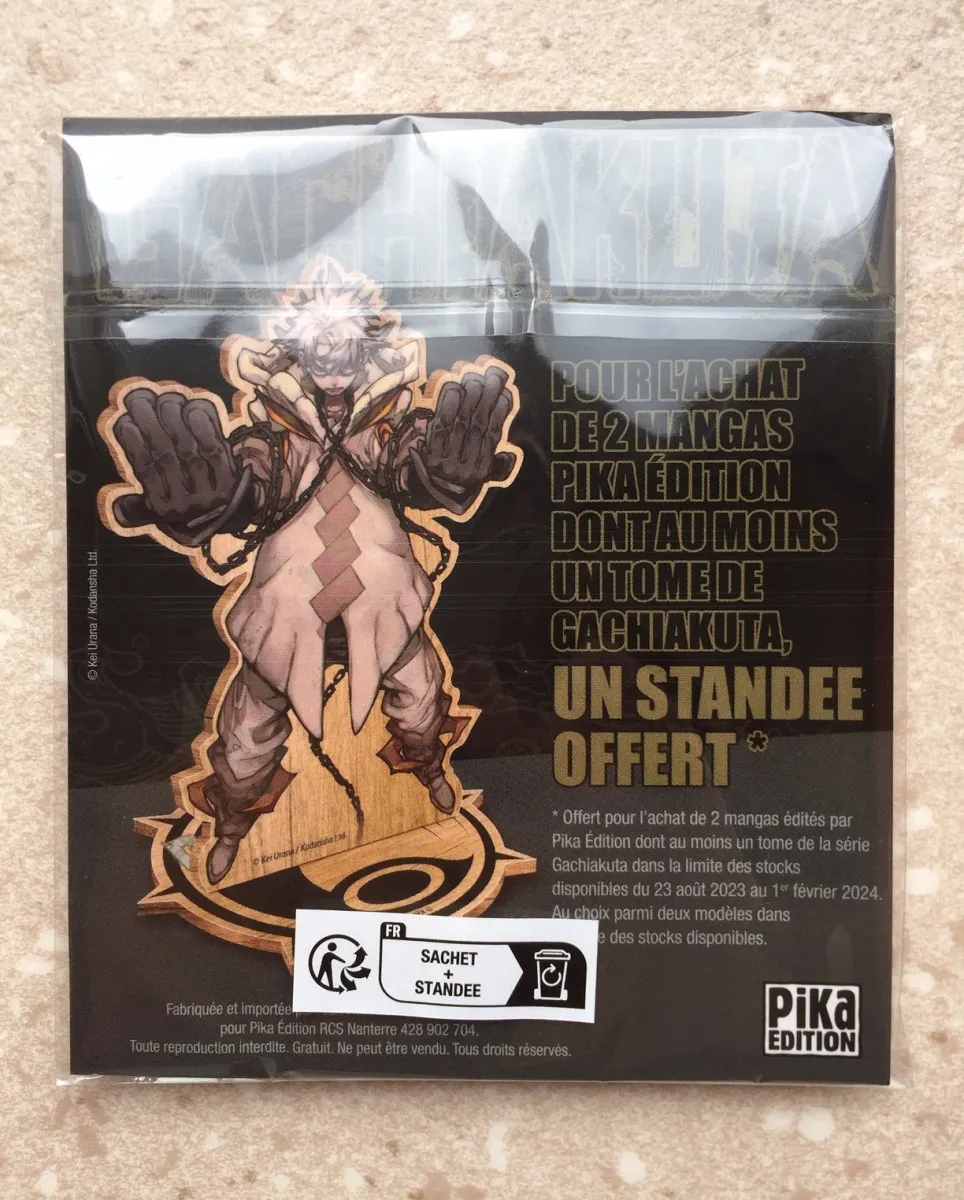 GACHIAKUTA
POUR L'ACHAT
DE 2 MANGAS
PIKA ÉDITION
DONT AU MOINS
UN TOME DE
GACHIAKUTA,
UN STANDEE
OFFERT *
* Offert pour l'achat de 2 mangas édités par
Pika Édition dont au moins un tome de la série
Gachiakuta dans la limite des stocks
disponibles du 23 août 2023 au 1er février 2024.
Au choix parmi deux modèles dans
des stocks disponibles.
© Kei Urana / Kodansha Ltd.
© Kei Urana / Kodansha Ltd.
FR
SACHET
+
STANDEE
Fabriquée et importée
pour Pika Édition RCS Nanterre 428 902 704.
Toute reproduction interdite. Gratuit. Ne peut être vendu. Tous droits réservés.
Pika
EDITION